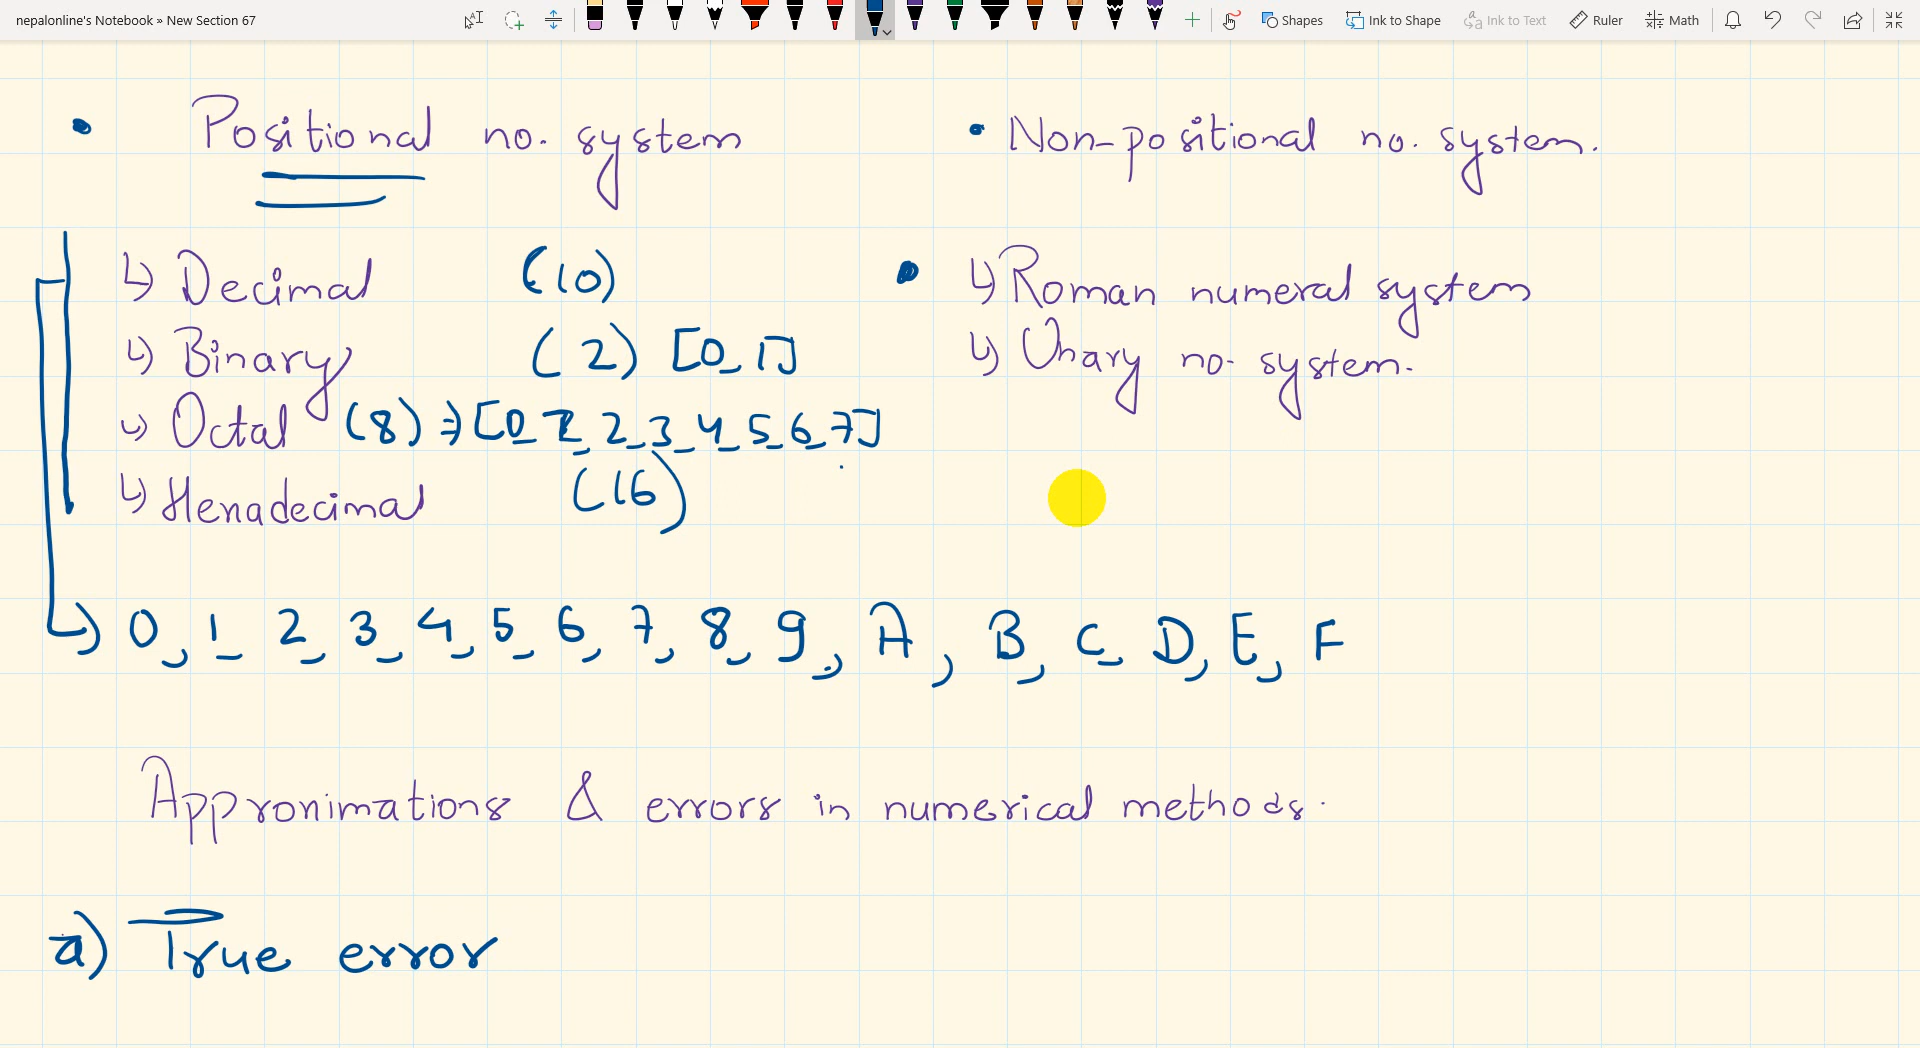 nepalonline's Notebook » New Section 67
Shapes
Ink to Shape
Ink to Text
Ruler
Math
• Positional no. system
• Non-positional no. system.
↳ Decimal (10)
↳ Binary (2) [0, 1]
↳ Octal (8) ⇒ [0, 1, 2, 3, 4, 5, 6, 7]
↳ Hexadecimal (16)
• ↳ Roman numeral system
↳ Unary no. system.
↳ 0, 1, 2, 3, 4, 5, 6, 7, 8, 9, A, B, C, D, E, F
Approximations & errors in numerical methods.
a) True error